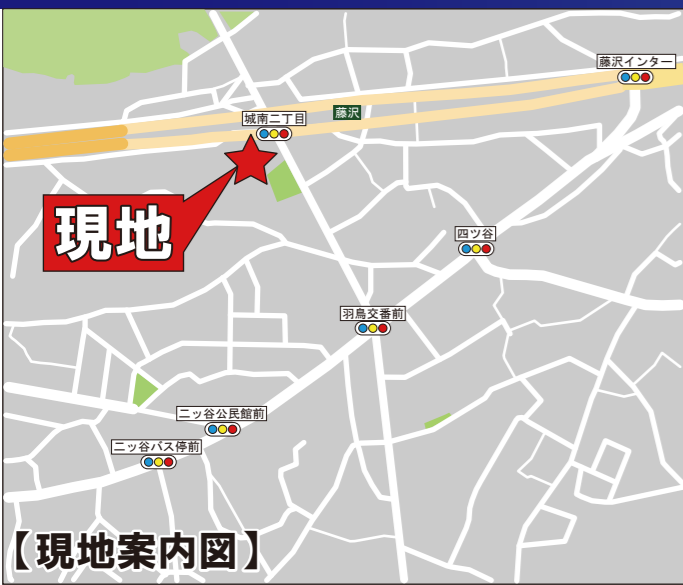 藤沢インター
藤沢
城南二丁目
現地
四ツ谷
羽鳥交番前
二ッ谷公民館前
二ッ谷バス停前
【現地案内図】